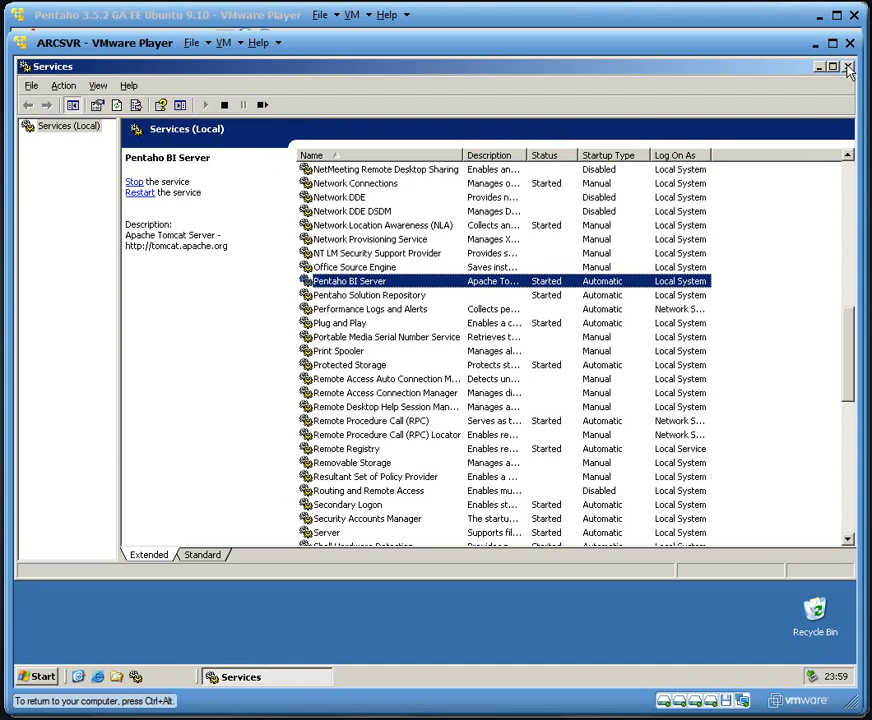 Pentaho 3.5.2 GA EE Ubuntu 9.10 - VMware Player File VM Help
ARCSVR - VMware Player File VM Help
Services
File Action View Help
Services (Local)
Services (Local)
Pentaho BI Server
Stop the service
Restart the service
Description:
Apache Tomcat Server -
http://tomcat.apache.org
Name Description Status Startup Type Log On As
NetMeeting Remote Desktop Sharing Enables an... Disabled Local System
Network Connections Manages o... Started Manual Local System
Network DDE Provides n... Disabled Local System
Network DDE DSDM Manages D... Disabled Local System
Network Location Awareness (NLA) Collects an... Started Manual Local System
Network Provisioning Service Manages X... Manual Local System
NT LM Security Support Provider Provides s... Manual Local System
Office Source Engine Saves inst... Manual Local System
Pentaho BI Server Apache To... Started Automatic Local System
Pentaho Solution Repository Started Automatic Local System
Performance Logs and Alerts Collects pe... Automatic Network S...
Plug and Play Enables a c... Started Automatic Local System
Portable Media Serial Number Service Retrieves t... Manual Local System
Print Spooler Manages al... Manual Local System
Protected Storage Protects st... Started Automatic Local System
Remote Access Auto Connection M... Detects un... Manual Local System
Remote Access Connection Manager Manages di... Manual Local System
Remote Desktop Help Session Man... Manages a... Manual Local System
Remote Procedure Call (RPC) Serves as t... Started Automatic Network S...
Remote Procedure Call (RPC) Locator Enables re... Manual Network S...
Remote Registry Enables re... Started Automatic Local Service
Removable Storage Manages a... Manual Local System
Resultant Set of Policy Provider Enables a ... Manual Local System
Routing and Remote Access Enables mu... Disabled Local System
Secondary Logon Enables st... Started Automatic Local System
Security Accounts Manager The startu... Started Automatic Local System
Server Supports fil... Started Automatic Local System
Shell Hardware Detection Provides n... Started Automatic Local System
Extended Standard
Recycle Bin
Start Services 23:59
To return to your computer, press Ctrl+Alt.
vmware